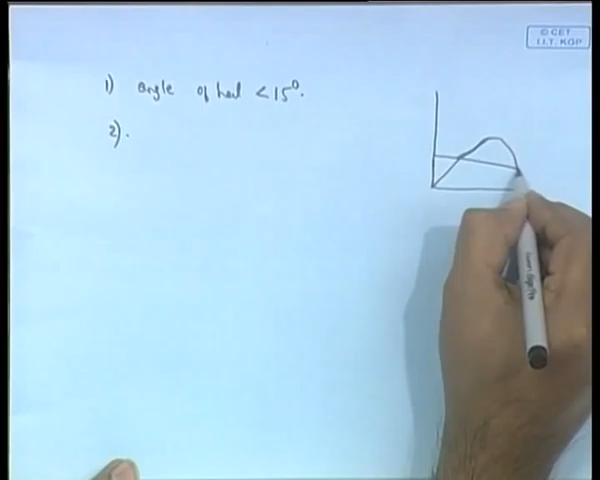 © CET
I.I.T. KGP
1) angle of heel < 15°.
2).